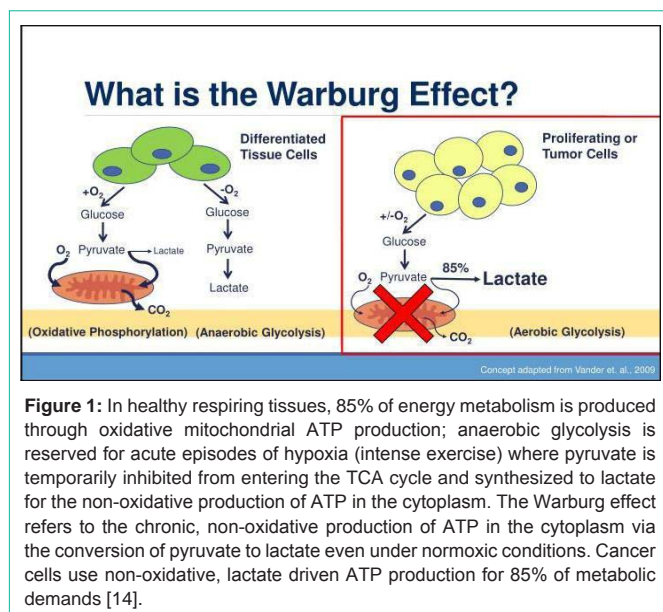 What is the Warburg Effect?
Differentiated
Tissue Cells
+O₂
-O₂
Glucose
Glucose
O₂ Pyruvate Lactate
Pyruvate
Lactate
CO₂
(Oxidative Phosphorylation) (Anaerobic Glycolysis)
Proliferating or
Tumor Cells
+/-O₂
Glucose
O₂ Pyruvate 85% Lactate
CO₂
(Aerobic Glycolysis)
Concept adapted from Vander et. al., 2009
Figure 1: In healthy respiring tissues, 85% of energy metabolism is produced
through oxidative mitochondrial ATP production; anaerobic glycolysis is
reserved for acute episodes of hypoxia (intense exercise) where pyruvate is
temporarily inhibited from entering the TCA cycle and synthesized to lactate
for the non-oxidative production of ATP in the cytoplasm. The Warburg effect
refers to the chronic, non-oxidative production of ATP in the cytoplasm via
the conversion of pyruvate to lactate even under normoxic conditions. Cancer
cells use non-oxidative, lactate driven ATP production for 85% of metabolic
demands [14].